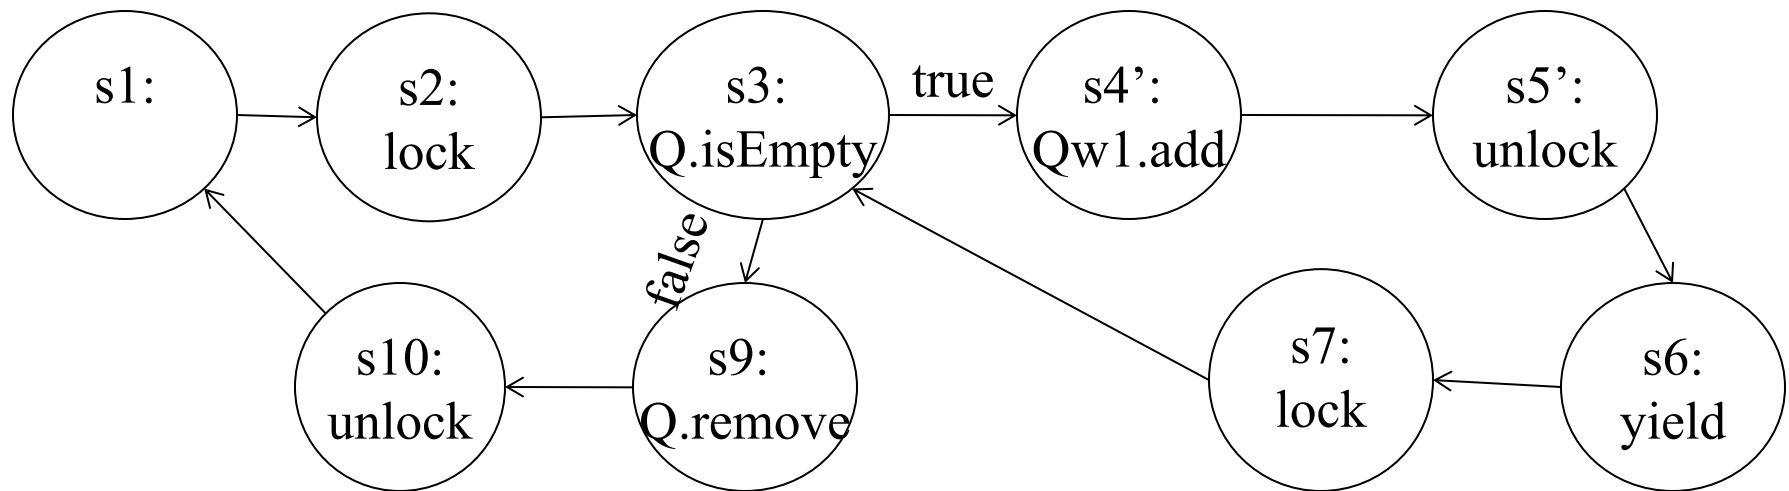 s1:
s2:
lock
s3:
Q.isEmpty
true
s4’:
Qw1.add
s5’:
unlock
false
s10:
unlock
s9:
Q.remove
s7:
lock
s6:
yield